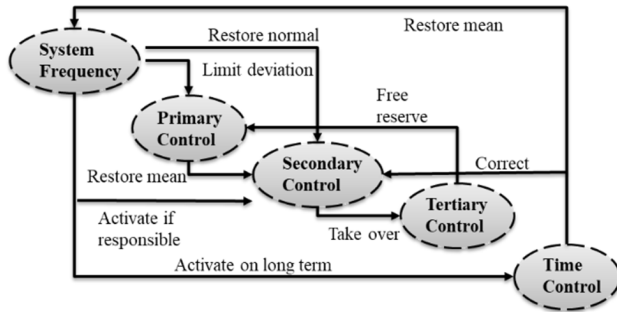 Restore mean
System
Frequency
Restore normal
Limit deviation
Free
reserve
Primary
Control
Secondary
Control
Restore mean
Correct
Tertiary
Control
Activate if
responsible
Take over
Activate on long term
Time
Control